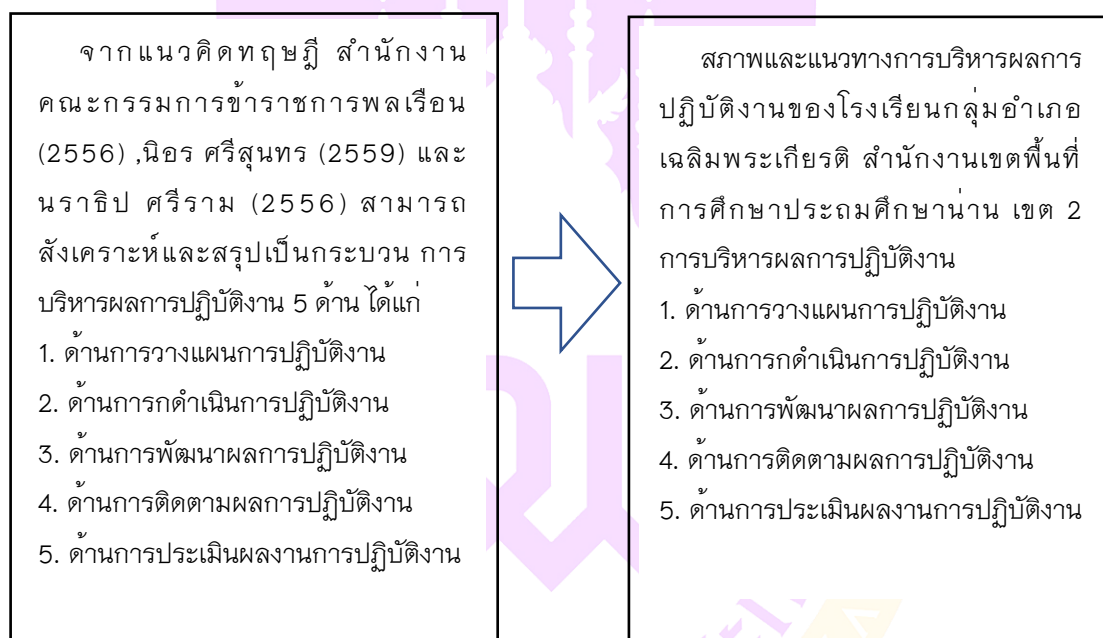 จากแนวคิดทฤษฎี สำนักงาน
คณะกรรมการข้าราชการพลเรือน
(2556) ,นิอร ศรีสุนทร (2559) และ
นราธิป ศรีราม (2556) สามารถ
สังเคราะห์และสรุปเป็นกระบวน การ
บริหารผลการปฏิบัติงาน 5 ด้าน ได้แก่
1. ด้านการวางแผนการปฏิบัติงาน
2. ด้านการกดำเนินการปฏิบัติงาน
3. ด้านการพัฒนาผลการปฏิบัติงาน
4. ด้านการติดตามผลการปฏิบัติงาน
5. ด้านการประเมินผลงานการปฏิบัติงาน
สภาพและแนวทางการบริหารผลการ
ปฏิบัติงานของโรงเรียนกลุ่มอำเภอ
เฉลิมพระเกียรติ สำนักงานเขตพื้นที่
การศึกษาประถมศึกษาน่าน เขต 2
การบริหารผลการปฏิบัติงาน
1. ด้านการวางแผนการปฏิบัติงาน
2. ด้านการกดำเนินการปฏิบัติงาน
3. ด้านการพัฒนาผลการปฏิบัติงาน
4. ด้านการติดตามผลการปฏิบัติงาน
5. ด้านการประเมินผลงานการปฏิบัติงาน